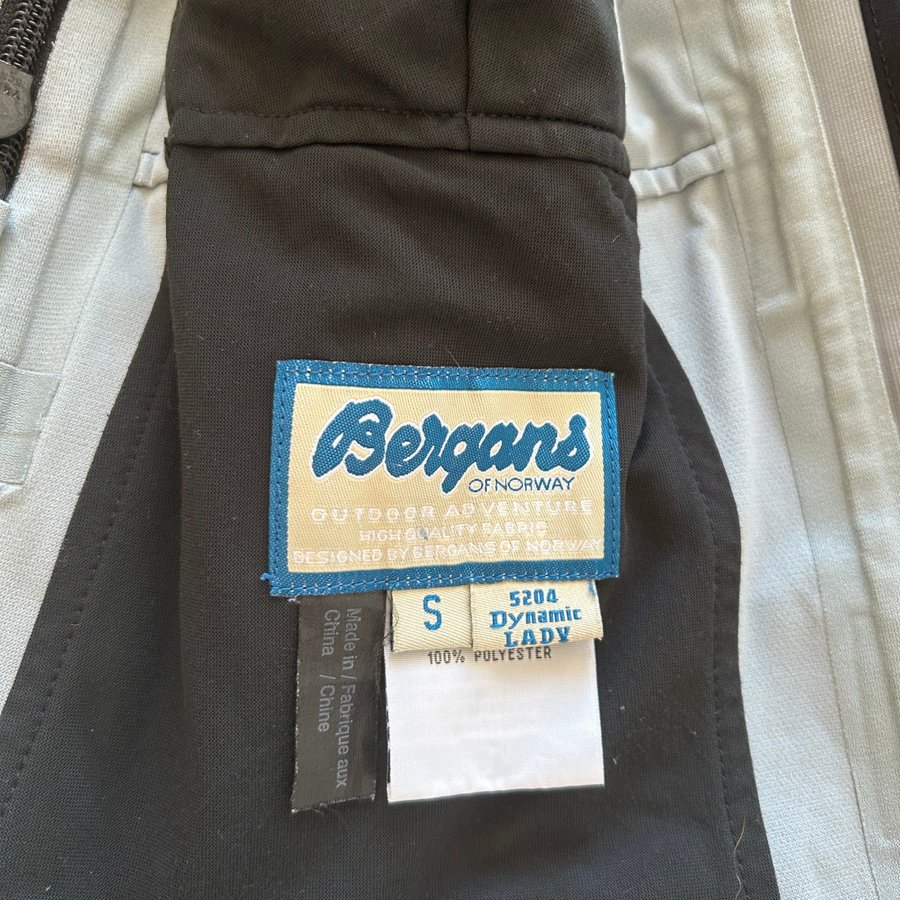 Bergans
OF NORWAY
OUTDOOR ADVENTURE
HIGH QUALITY FABRIC
DESIGNED BY BERGANS OF NORWAY
S
5204
Dynamic
LADY
100% POLYESTER
Made in / Fabrique aux
China / Chine